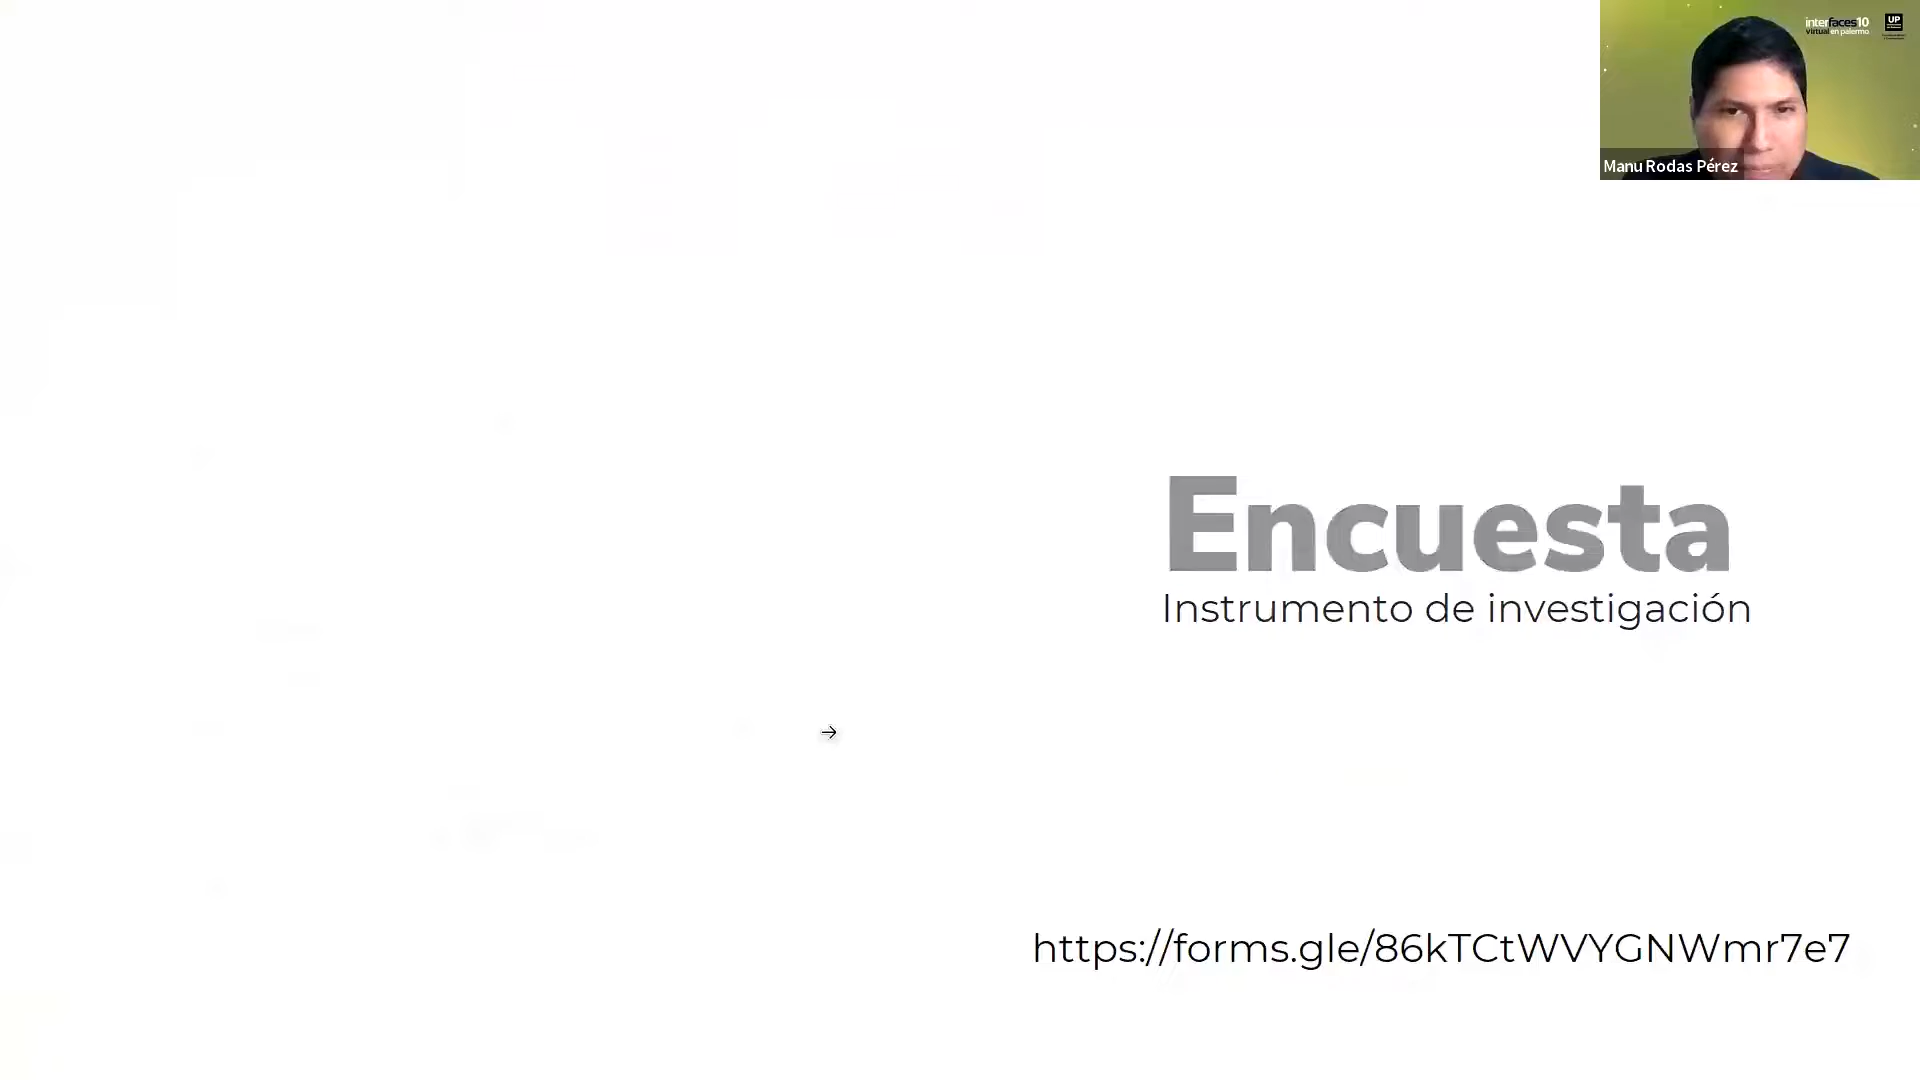 interfaces10
virtual en palermo
UP
Manu Rodas Pérez
Encuesta
Instrumento de investigación
https://forms.gle/86kTCtWVYGNWmr7e7